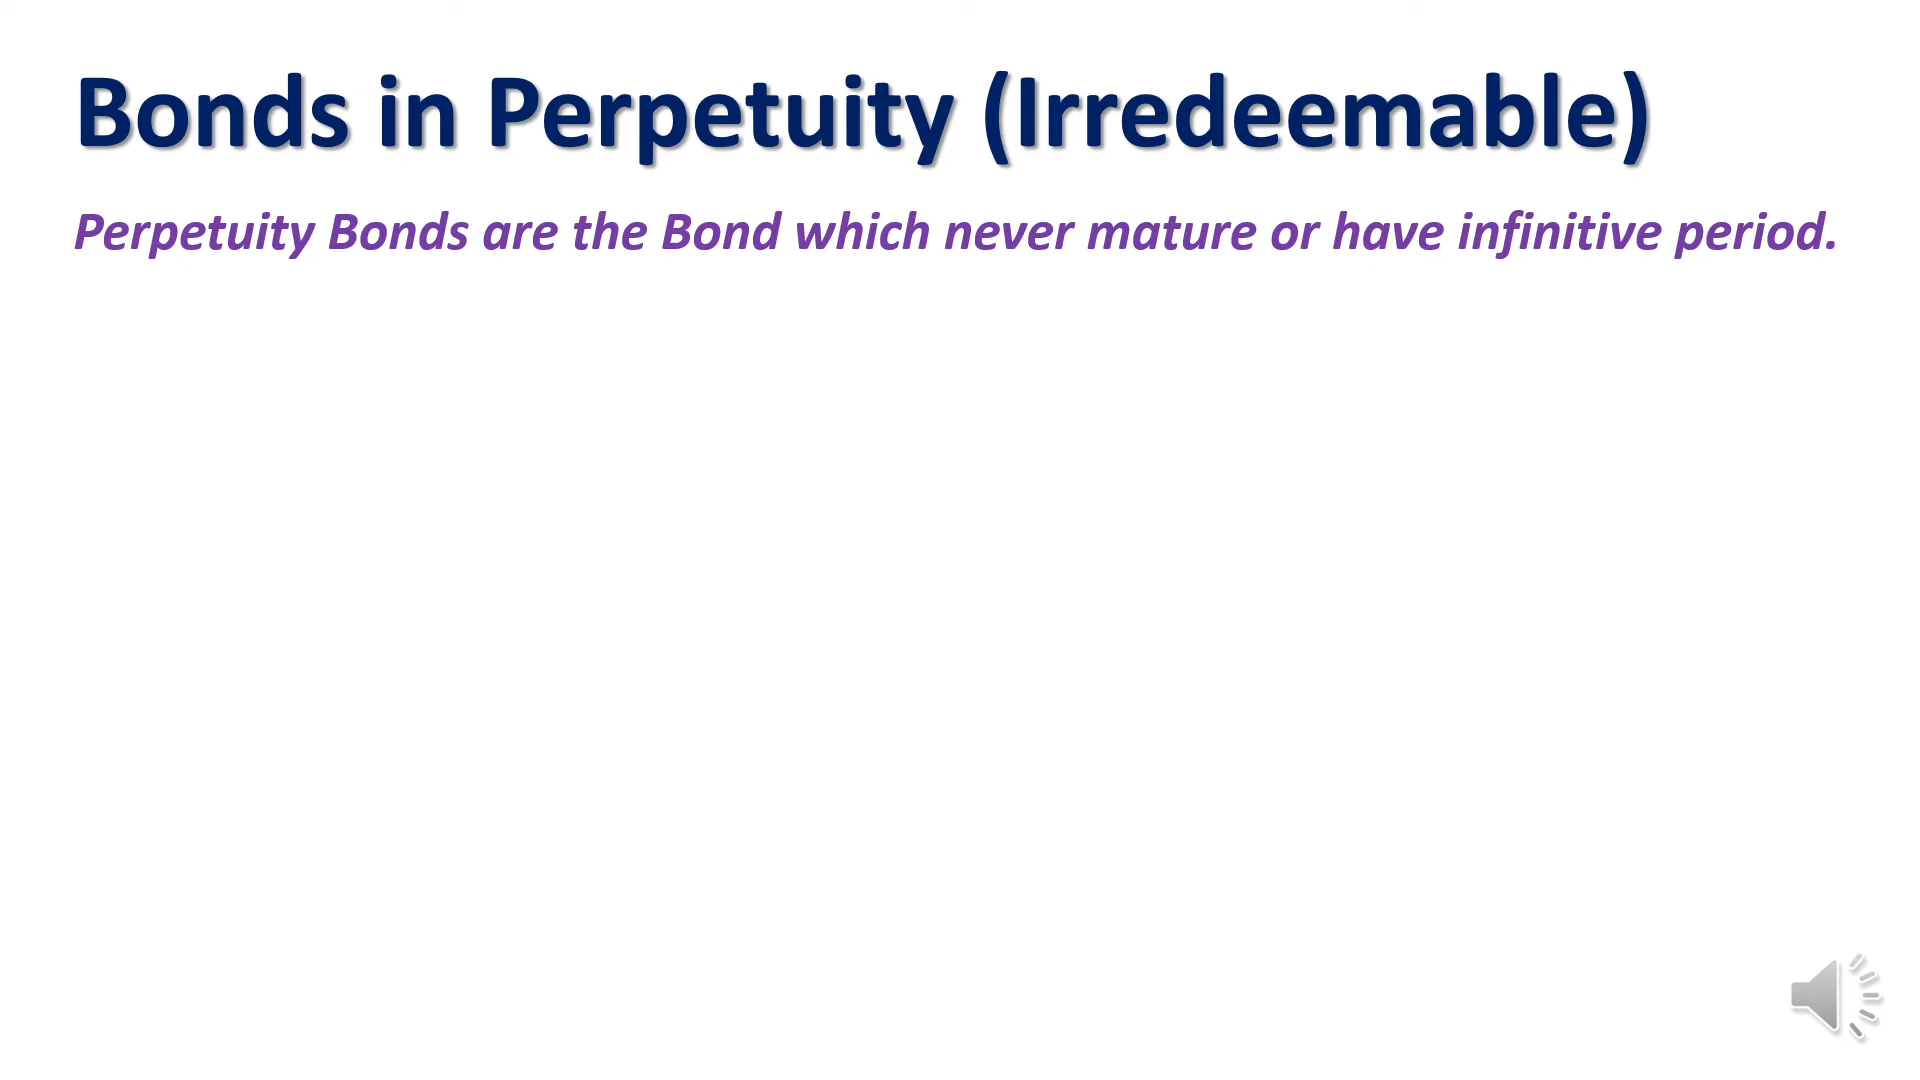 Bonds in Perpetuity (Irredeemable)
Perpetuity Bonds are the Bond which never mature or have infinitive period.